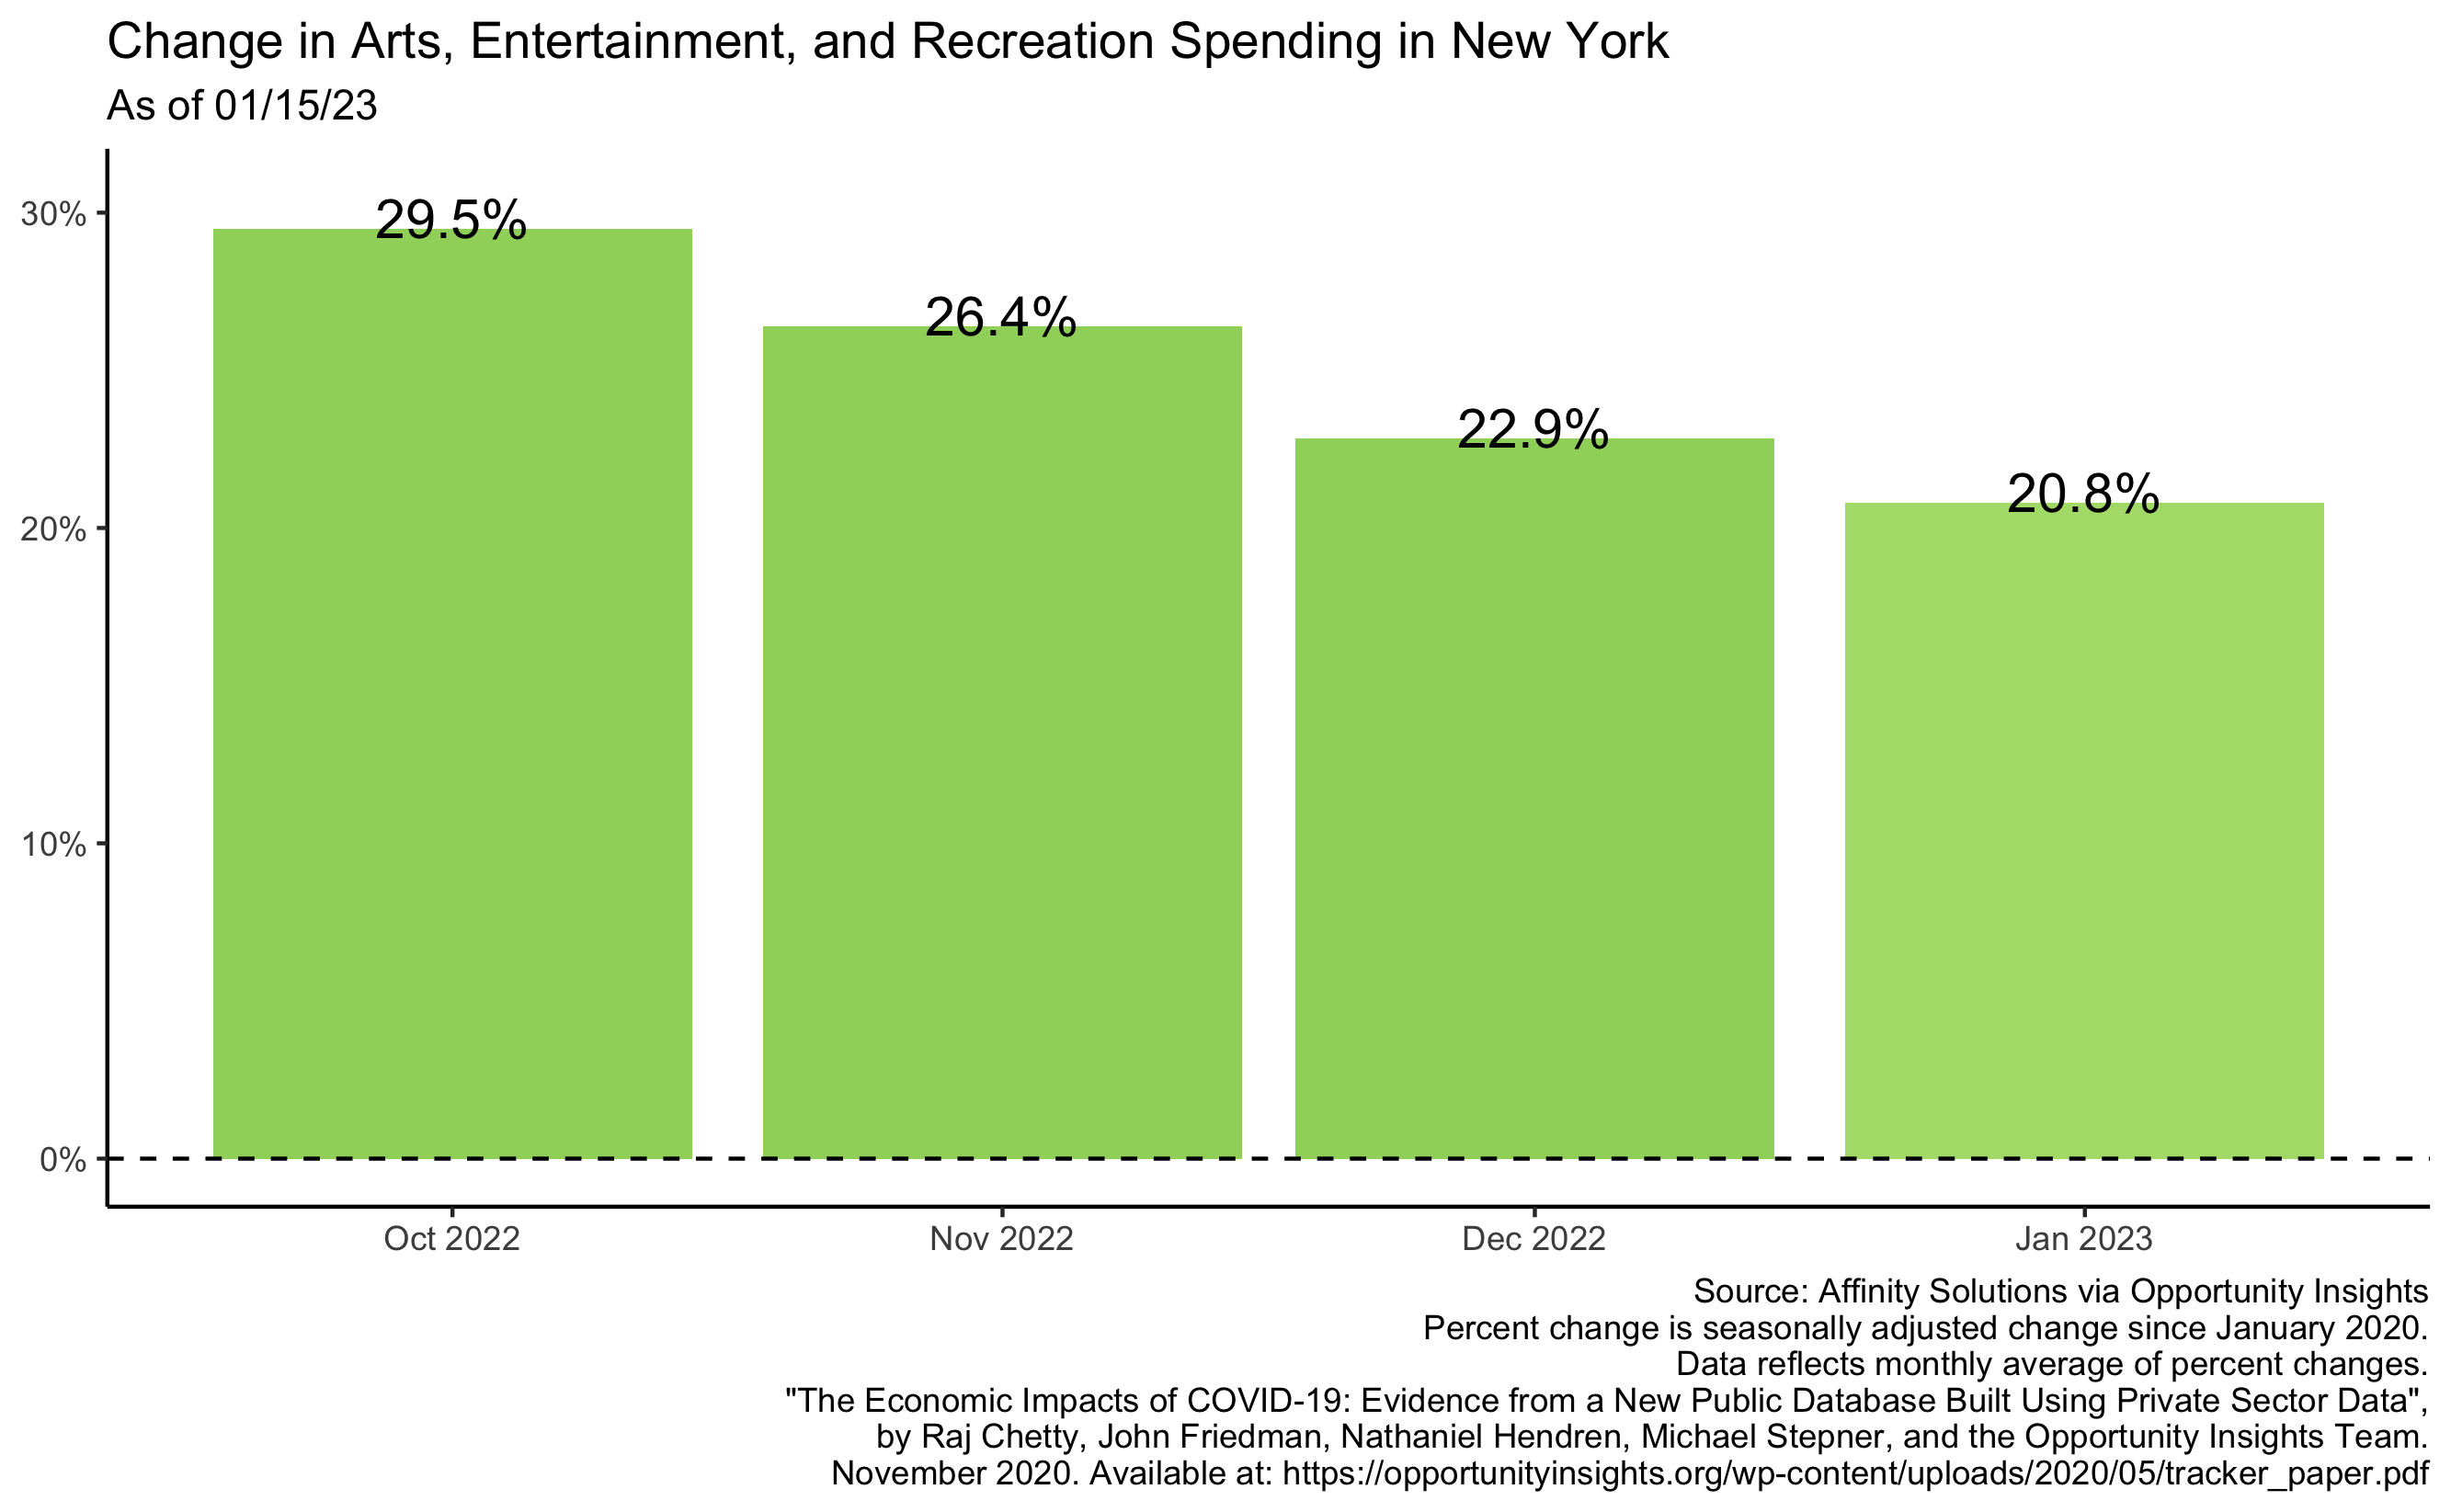 Change in Arts, Entertainment, and Recreation Spending in New York
As of 01/15/23
30%
20%
10%
0%
29.5%
26.4%
22.9%
20.8%
Oct 2022
Nov 2022
Dec 2022
Jan 2023
Source: Affinity Solutions via Opportunity Insights
Percent change is seasonally adjusted change since January 2020.
Data reflects monthly average of percent changes.
"The Economic Impacts of COVID-19: Evidence from a New Public Database Built Using Private Sector Data",
by Raj Chetty, John Friedman, Nathaniel Hendren, Michael Stepner, and the Opportunity Insights Team.
November 2020. Available at: https://opportunityinsights.org/wp-content/uploads/2020/05/tracker_paper.pdf